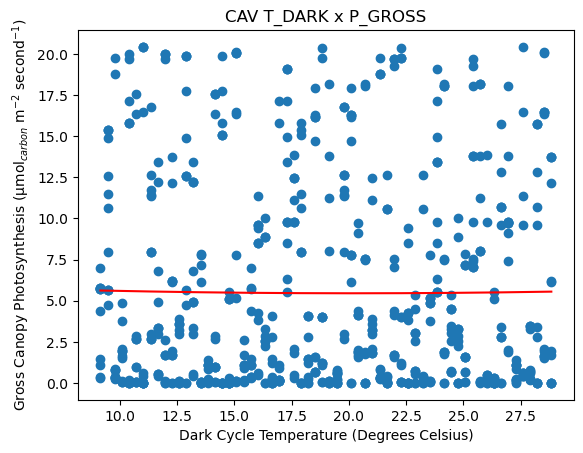 CAV T_DARK x P_GROSS
Gross Canopy Photosynthesis (μmol_carbon m⁻² second⁻¹)
20.0
17.5
15.0
12.5
10.0
7.5
5.0
2.5
0.0
10.0 12.5 15.0 17.5 20.0 22.5 25.0 27.5
Dark Cycle Temperature (Degrees Celsius)